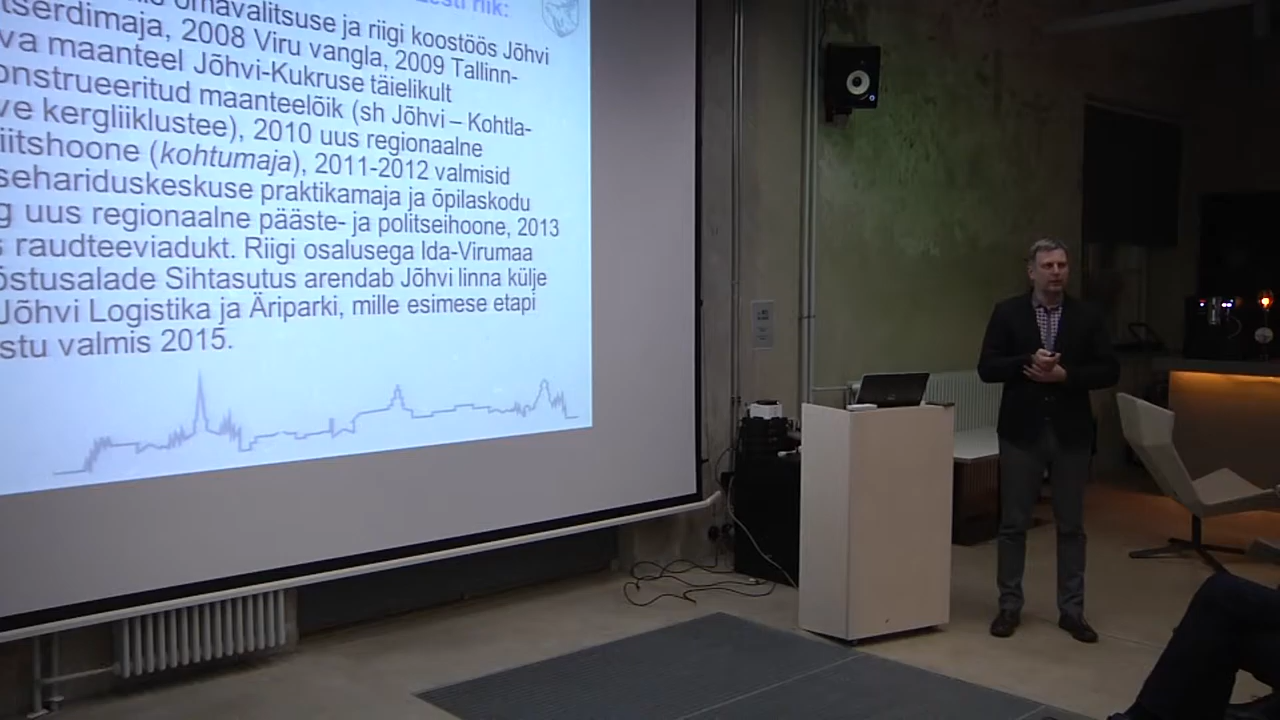 Eesti riik:
omavalitsuse ja riigi koostöös Jõhvi
tserdimaja, 2008 Viru vangla, 2009 Tallinn-
va maanteel Jõhvi-Kukruse täielikult
onstrueeritud maanteelõik (sh Jõhvi – Kohtla-
ve kergliiklustee), 2010 uus regionaalne
iitshoone (kohtumaja), 2011-2012 valmisid
sehariduskeskuse praktikamaja ja õpilaskodu
g uus regionaalne pääste- ja politseihoone, 2013
s raudteeviadukt. Riigi osalusega Ida-Virumaa
östusalade Sihtasutus arendab Jõhvi linna külje
Jõhvi Logistika ja Äriparki, mille esimese etapi
stu valmis 2015.